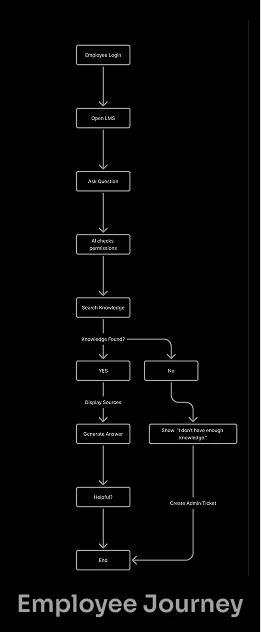 Employee Login
Open LMS
Ask Question
AI checks
permissions
Search Knowledge
Knowledge Found?
YES
No
Display Sources
Generate Answer
Show "I don't have enough
knowledge."
Helpful?
Create Admin Ticket
End
Employee Journey